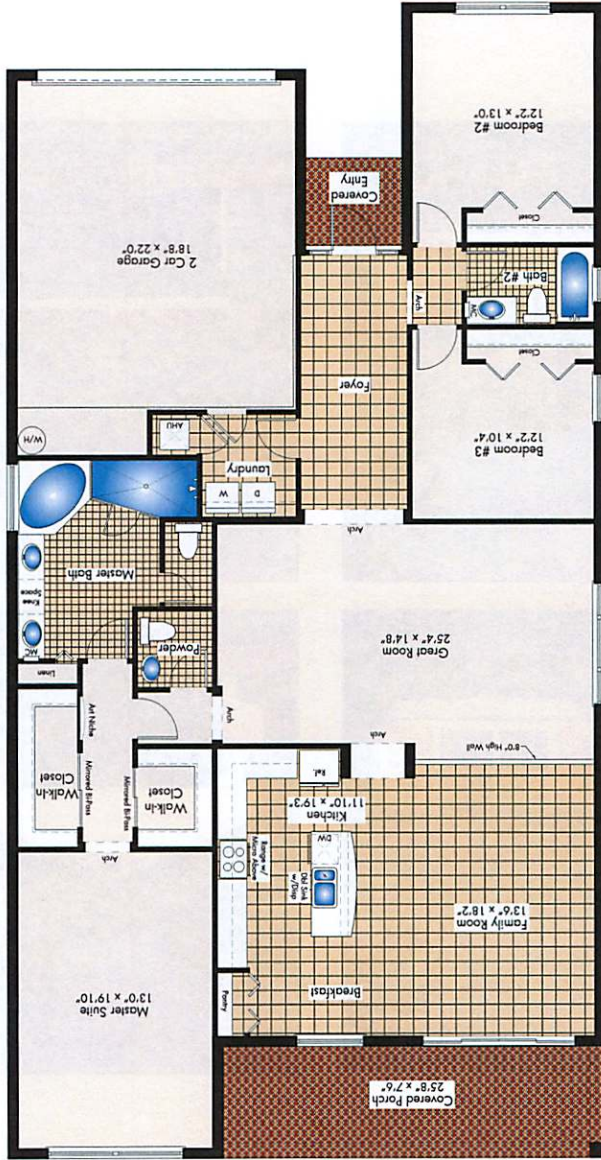 Covered Porch
25'8" x 7'6"
Master Suite
13'0" x 19'10"
Pantry
Breakfast
Family Room
13'6" x 18'2"
Dbl Sink
w/Disp
DW
Range w/
Micro Above
Kitchen
11'10" x 19'3"
Ref.
8'0" High Wall
Arch
Arch
Walk-In
Closet
Mirrored Bi-Pass
Mirrored Bi-Pass
Walk-In
Closet
Art Niche
Arch
Linen
Great Room
25'4" x 14'8"
Powder
MC
Knee
Space
Master Bath
Arch
D
W
Laundry
AHU
W/H
Bedroom #3
12'2" x 10'4"
Closet
Foyer
Arch
MC
Bath #2
2 Car Garage
18'8" x 22'0"
Covered
Entry
Closet
Bedroom #2
12'2" x 13'0"